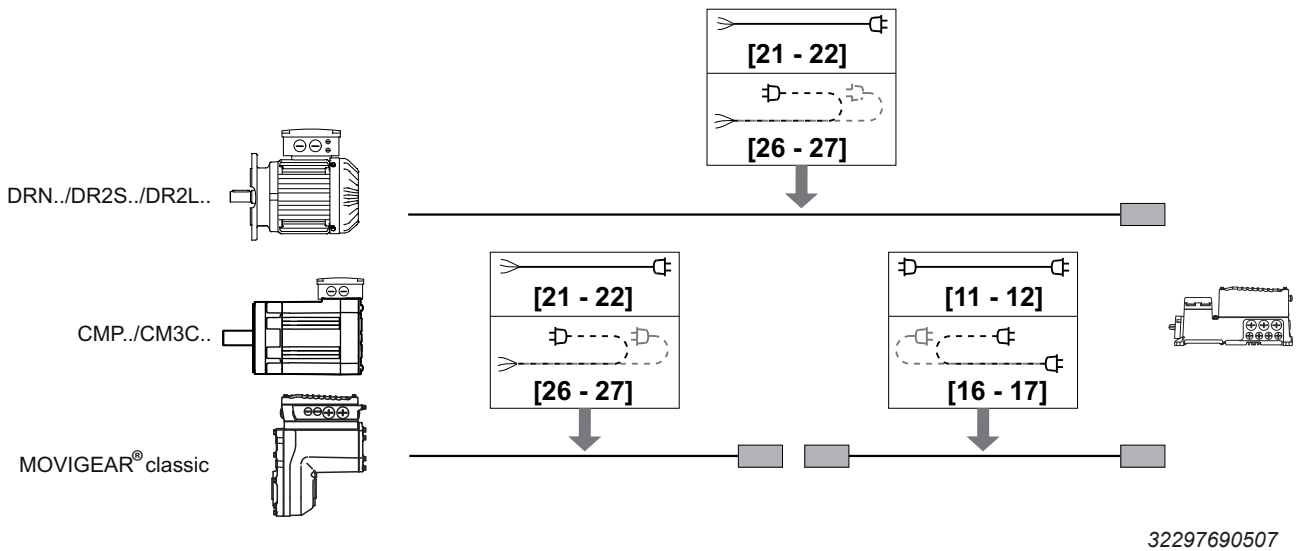 [21 - 22]
[26 - 27]
DRN../DR2S../DR2L..
[21 - 22]
[11 - 12]
CMP../CM3C..
[26 - 27]
[16 - 17]
MOVIGEAR® classic
32297690507